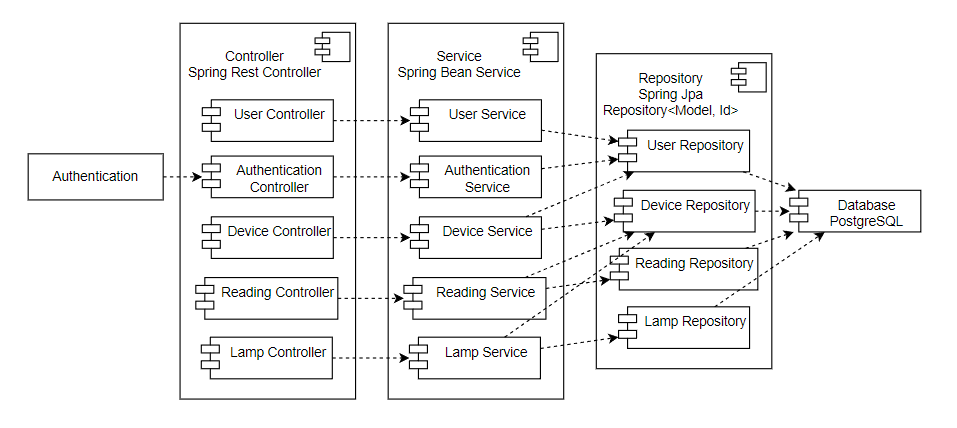 Controller
Spring Rest Controller
User Controller
Authentication
Controller
Device Controller
Reading Controller
Lamp Controller
Authentication
Service
Spring Bean Service
User Service
Authentication
Service
Device Service
Reading Service
Lamp Service
Repository
Spring Jpa
Repository<Model, Id>
User Repository
Device Repository
Reading Repository
Lamp Repository
Database
PostgreSQL